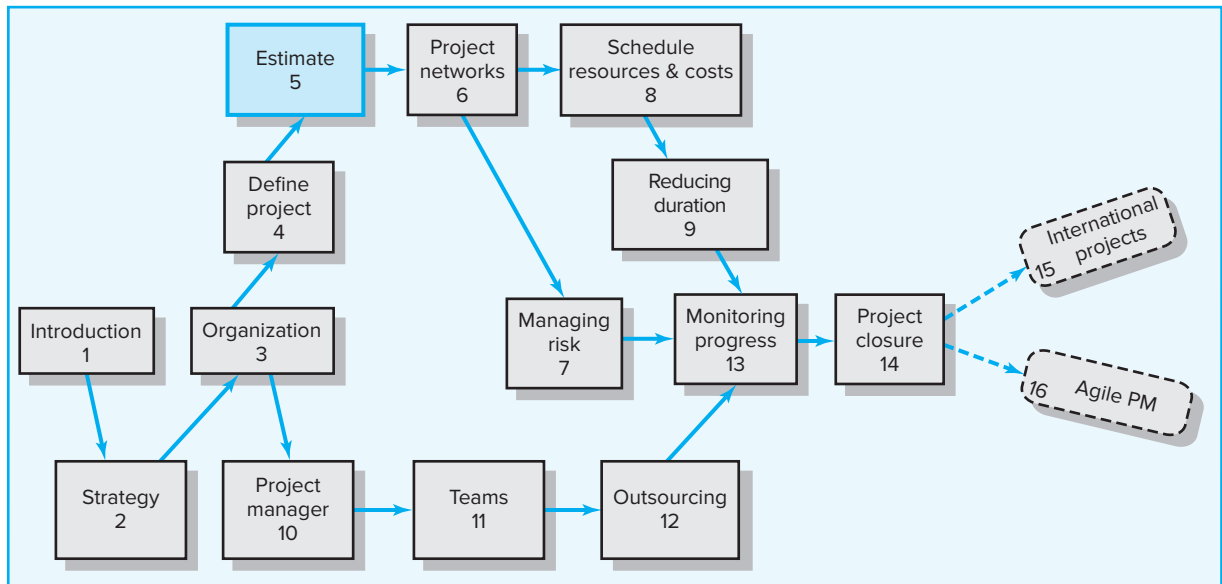 Estimate
5
Project
networks
6
Schedule
resources & costs
8
Define
project
4
Reducing
duration
9
International
projects
15
Introduction
1
Organization
3
Managing
risk
7
Monitoring
progress
13
Project
closure
14
16 Agile PM
Strategy
2
Project
manager
10
Teams
11
Outsourcing
12